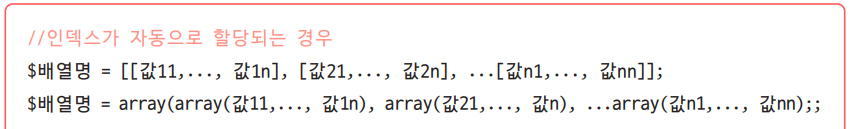 //인덱스가 자동으로 할당되는 경우
$배열명 = [[값11,..., 값1n], [값21,..., 값2n], ...[값n1,..., 값nn]];
$배열명 = array(array(값11,..., 값1n), array(값21,..., 값n), ...array(값n1,..., 값nn);;